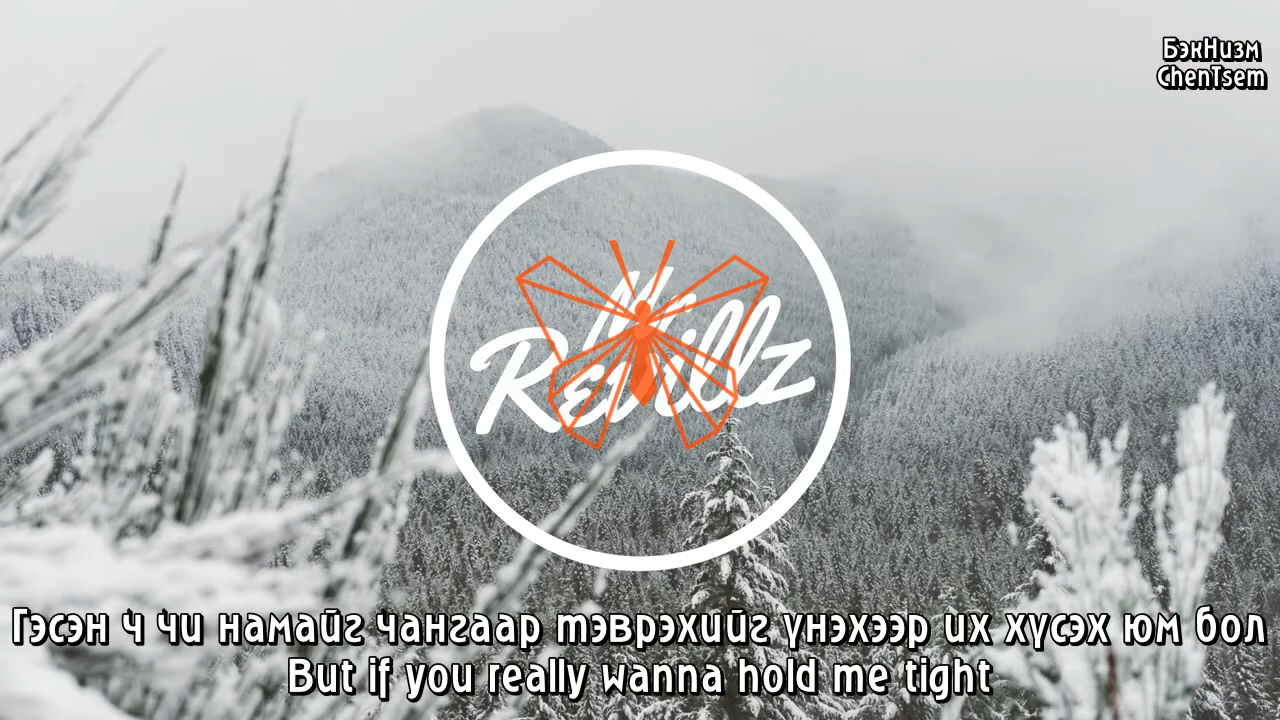 БэкНизм
ChenTsem
Mr
Revillz
Гэсэн ч чи намайг чангаар тэврэхийг үнэхээр их хүсэх юм бол
But if you really wanna hold me tight